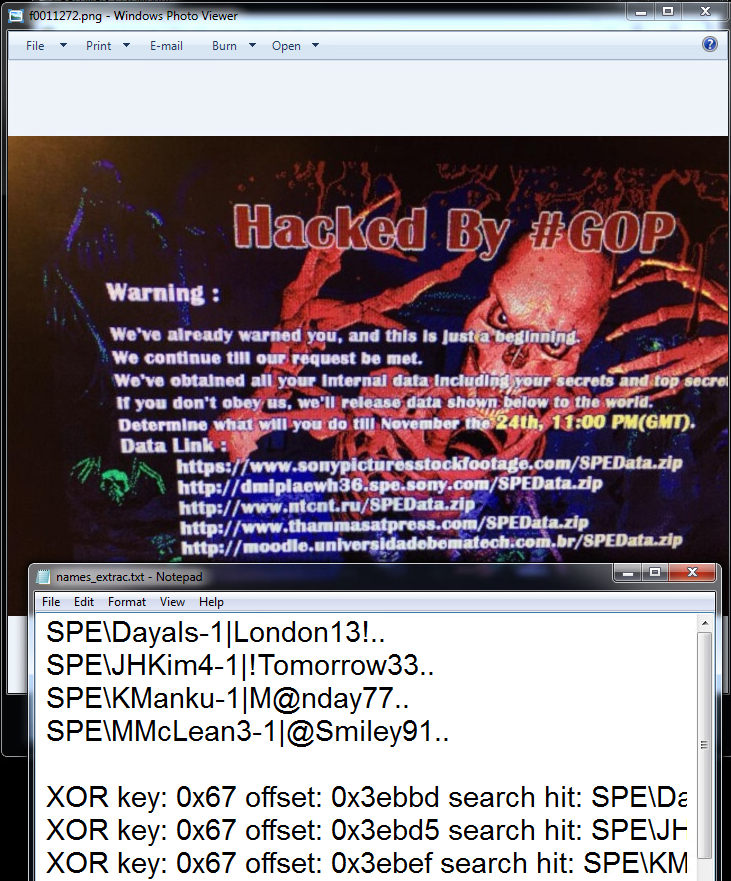 f0011272.png - Windows Photo Viewer
File Print E-mail Burn Open
Hacked By #GOP
Warning :
We've already warned you, and this is just a beginning.
We continue till our request be met.
We've obtained all your internal data including your secrets and top secre
If you don't obey us, we'll release data shown below to the world.
Determine what will you do till November the 24th, 11:00 PM(GMT).
Data Link :
https://www.sonypicturesstockfootage.com/SPEData.zip
http://dmiplaewh36.spe.sony.com/SPEData.zip
http://www.ntcnt.ru/SPEData.zip
http://www.thammasatpress.com/SPEData.zip
http://moodle.universidadebematech.com.br/SPEData.zip
names_extrac.txt - Notepad
File Edit Format View Help
SPE\Dayals-1|London13!..
SPE\JHKim4-1|!Tomorrow33..
SPE\KManku-1|M@nday77..
SPE\MMcLean3-1|@Smiley91..
XOR key: 0x67 offset: 0x3ebbd search hit: SPE\Da
XOR key: 0x67 offset: 0x3ebd5 search hit: SPE\JH
XOR key: 0x67 offset: 0x3ebef search hit: SPE\KM